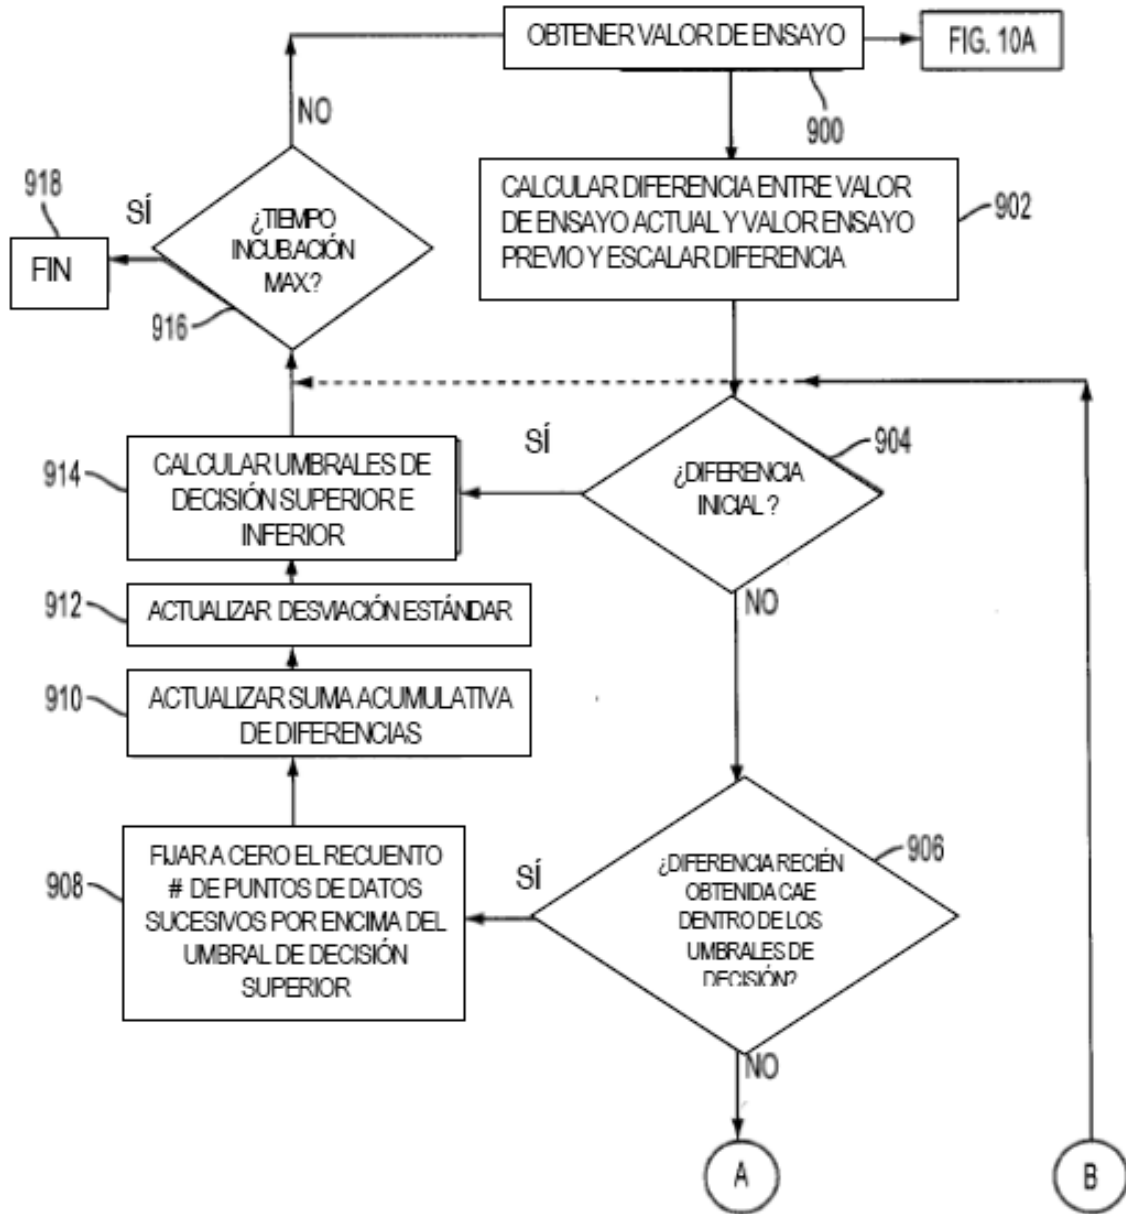 OBTENER VALOR DE ENSAYO
FIG. 10A
900
NO
CALCULAR DIFERENCIA ENTRE VALOR
DE ENSAYO ACTUAL Y VALOR ENSAYO
PREVIO Y ESCALAR DIFERENCIA
902
918
SÍ
FIN
¿TIEMPO
INCUBACIÓN
MAX.?
916
SÍ
904
¿DIFERENCIA
INICIAL ?
914
CALCULAR UMBRALES DE
DECISIÓN SUPERIOR E
INFERIOR
NO
912
ACTUALIZAR DESVIACIÓN ESTÁNDAR
910
ACTUALIZAR SUMA ACUMULATIVA
DE DIFERENCIAS
908
FIJAR A CERO EL RECUENTO
# DE PUNTOS DE DATOS
SUCESIVOS POR ENCIMA DEL
UMBRAL DE DECISIÓN
SUPERIOR
SÍ
906
¿DIFERENCIA RECIÉN
OBTENIDA CAE
DENTRO DE LOS
UMBRALES DE
DECISIÓN?
NO
A
B